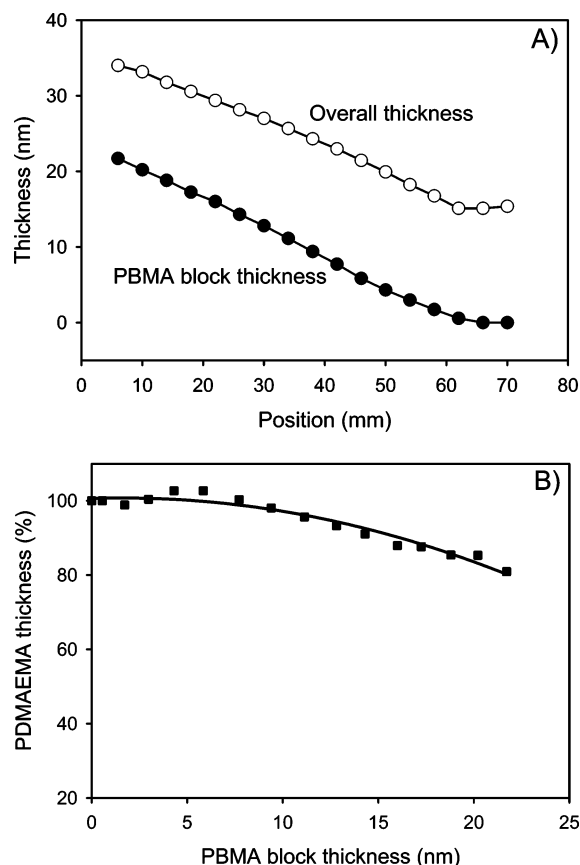 A)
40
30
20
10
0
Thickness (nm)
Overall thickness
PBMA block thickness
0 10 20 30 40 50 60 70 80
Position (mm)
B)
100
80
60
40
20
PDMAEMA thickness (%)
0 5 10 15 20 25
PBMA block thickness (nm)